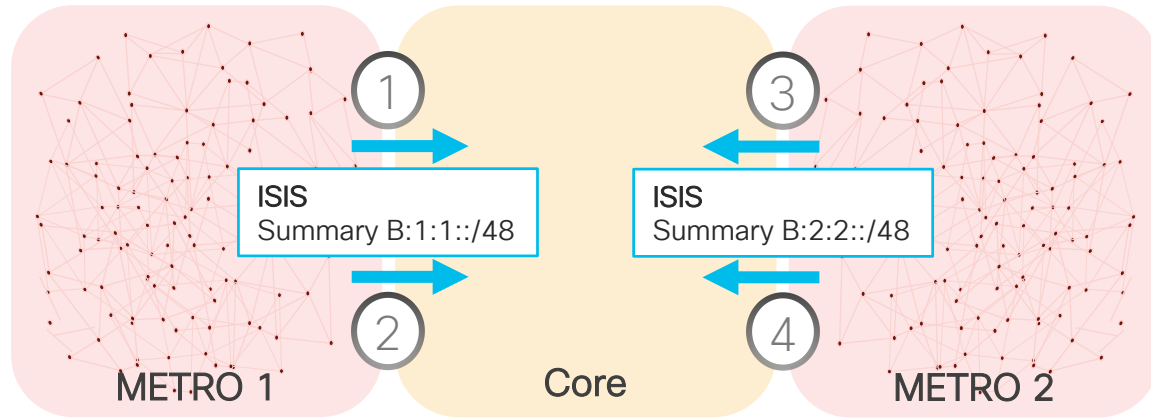 1
3
ISIS
Summary B:1:1::/48
ISIS
Summary B:2:2::/48
2
4
METRO 1
Core
METRO 2